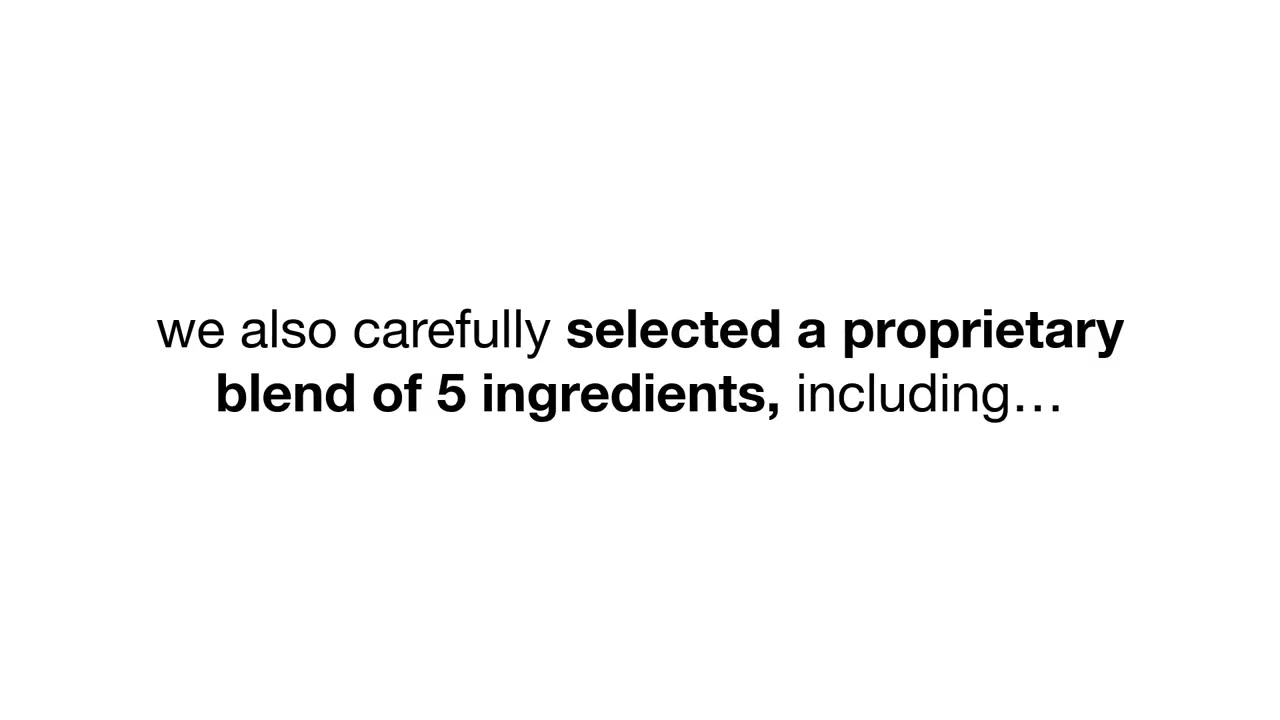 we also carefully selected a proprietary
blend of 5 ingredients, including…